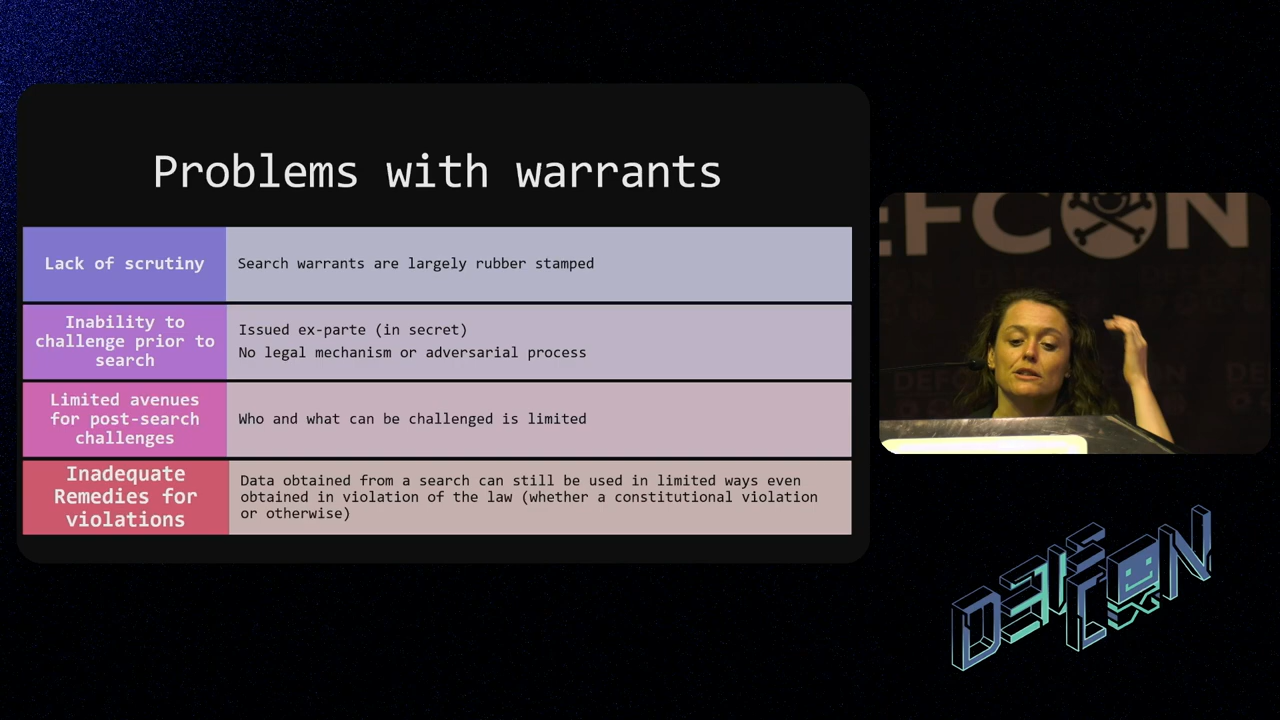 Problems with warrants
Lack of scrutiny
Search warrants are largely rubber stamped
Inability to
challenge prior to
search
Issued ex-parte (in secret)
No legal mechanism or adversarial process
Limited avenues
for post-search
challenges
Who and what can be challenged is limited
Inadequate
Remedies for
violations
Data obtained from a search can still be used in limited ways even
obtained in violation of the law (whether a constitutional violation
or otherwise)
EFCON
DEFCON